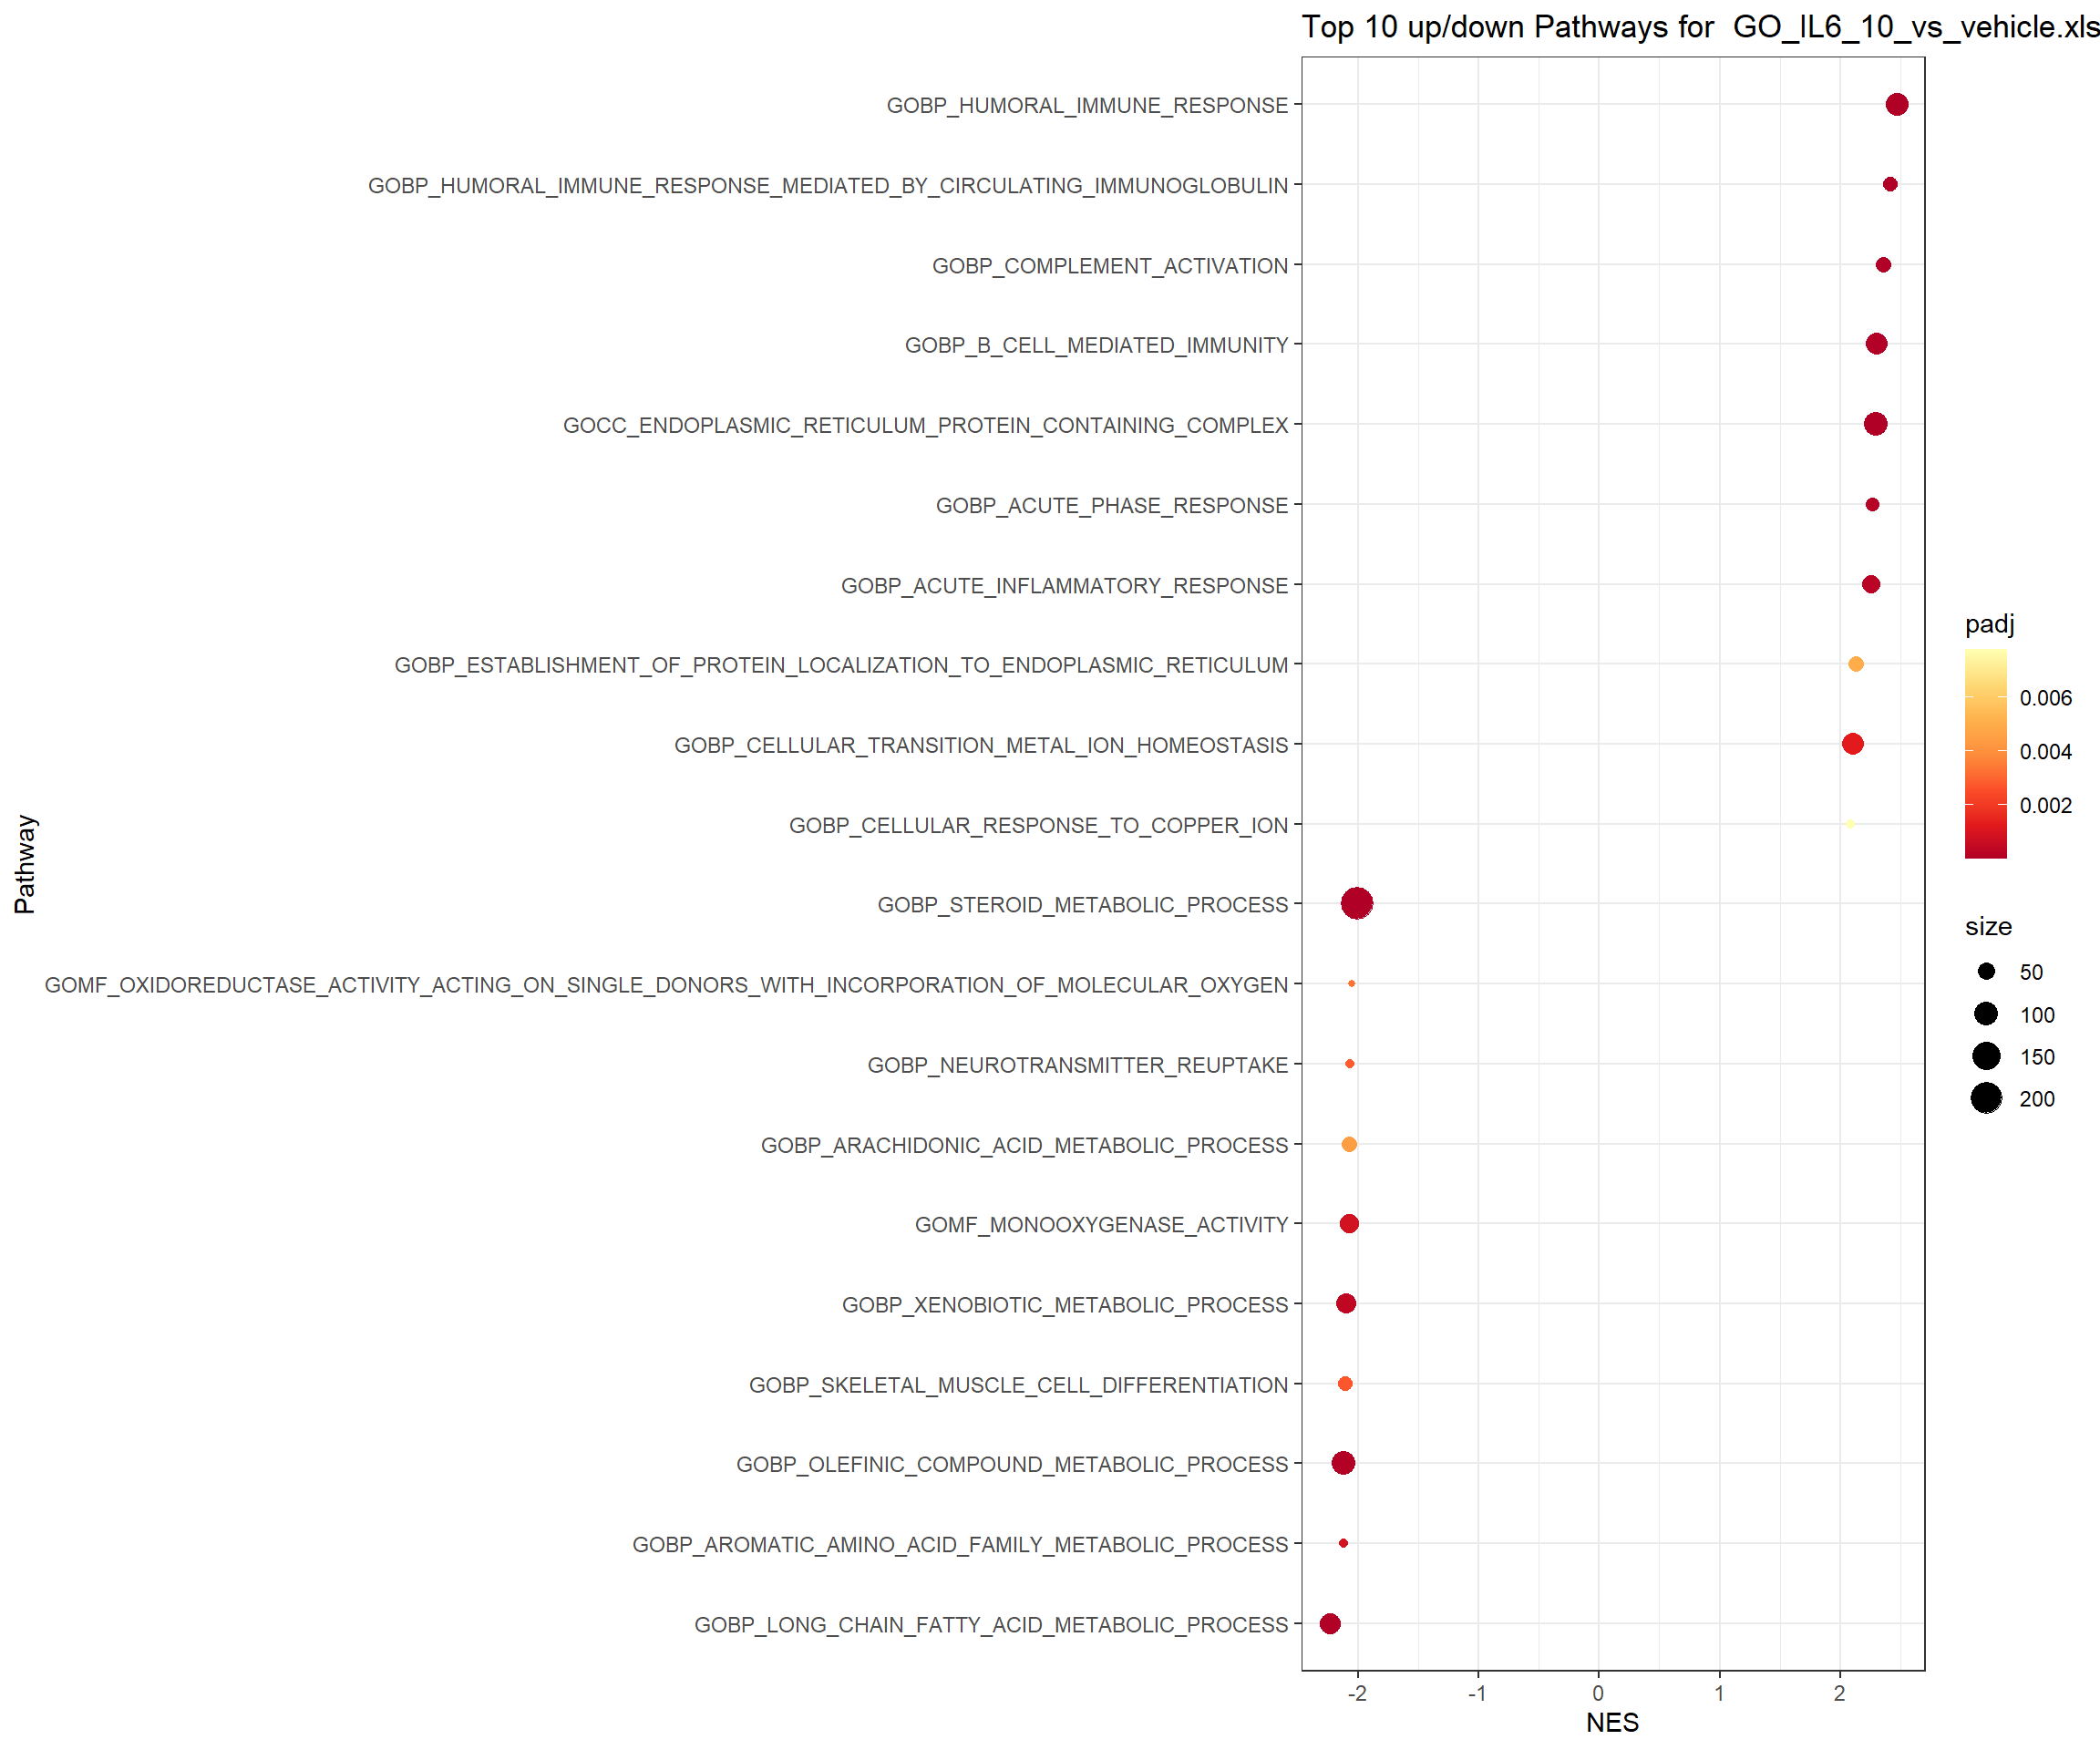 Top 10 up/down Pathways for  GO_IL6_10_vs_vehicle.xls
GOBP_HUMORAL_IMMUNE_RESPONSE
GOBP_HUMORAL_IMMUNE_RESPONSE_MEDIATED_BY_CIRCULATING_IMMUNOGLOBULIN
GOBP_COMPLEMENT_ACTIVATION
GOBP_B_CELL_MEDIATED_IMMUNITY
GOCC_ENDOPLASMIC_RETICULUM_PROTEIN_CONTAINING_COMPLEX
GOBP_ACUTE_PHASE_RESPONSE
GOBP_ACUTE_INFLAMMATORY_RESPONSE
GOBP_ESTABLISHMENT_OF_PROTEIN_LOCALIZATION_TO_ENDOPLASMIC_RETICULUM
GOBP_CELLULAR_TRANSITION_METAL_ION_HOMEOSTASIS
GOBP_CELLULAR_RESPONSE_TO_COPPER_ION
GOBP_STEROID_METABOLIC_PROCESS
GOMF_OXIDOREDUCTASE_ACTIVITY_ACTING_ON_SINGLE_DONORS_WITH_INCORPORATION_OF_MOLECULAR_OXYGEN
GOBP_NEUROTRANSMITTER_REUPTAKE
GOBP_ARACHIDONIC_ACID_METABOLIC_PROCESS
GOMF_MONOOXYGENASE_ACTIVITY
GOBP_XENOBIOTIC_METABOLIC_PROCESS
GOBP_SKELETAL_MUSCLE_CELL_DIFFERENTIATION
GOBP_OLEFINIC_COMPOUND_METABOLIC_PROCESS
GOBP_AROMATIC_AMINO_ACID_FAMILY_METABOLIC_PROCESS
GOBP_LONG_CHAIN_FATTY_ACID_METABOLIC_PROCESS
Pathway
-2 -1 0 1 2
NES
padj
0.006
0.004
0.002
size
50
100
150
200